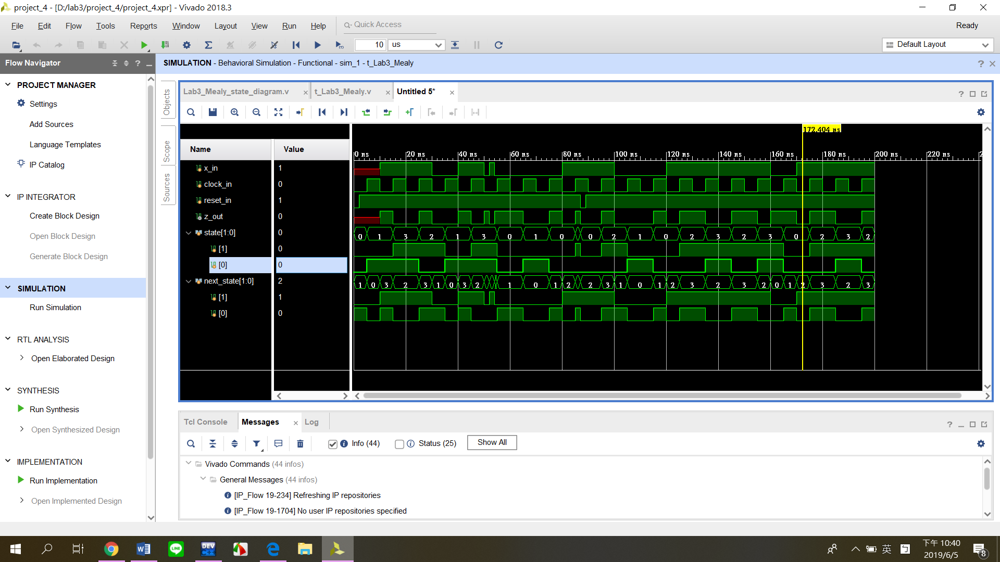 project_4 - [D:/lab3/project_4/project_4.xpr] - Vivado 2018.3
File Edit Flow Tools Reports Window Layout View Run Help Quick Access Ready
10 us Default Layout
Flow Navigator
PROJECT MANAGER
Settings
Add Sources
Language Templates
IP Catalog
IP INTEGRATOR
Create Block Design
Open Block Design
Generate Block Design
SIMULATION
Run Simulation
RTL ANALYSIS
Open Elaborated Design
SYNTHESIS
Run Synthesis
Open Synthesized Design
IMPLEMENTATION
Run Implementation
Open Implemented Design
SIMULATION - Behavioral Simulation - Functional - sim_1 - t_Lab3_Mealy
Objects
Scope
Sources
Lab3_Mealy_state_diagram.v t_Lab3_Mealy.v Untitled 5*
172.404 ns
Name Value
0 ns 20 ns 40 ns 60 ns 80 ns 100 ns 120 ns 140 ns 160 ns 180 ns 200 ns 220 ns
x_in 1
clock_in 0
reset_in 1
z_out 0
state[1:0] 0 0 1 3 2 1 3 0 1 0 0 2 1 0 2 3 2 3 0 2 3 2
[1] 0
[0] 0
next_state[1:0] 2 1 0 3 2 3 1 0 3 2 1 0 1 2 2 3 1 0 1 2 3 2 3 2 0 1 2 3 2 3
[1] 1
[0] 0
Tcl Console Messages Log
Info (44) Status (25) Show All
Vivado Commands (44 infos)
General Messages (44 infos)
[IP_Flow 19-234] Refreshing IP repositories
[IP_Flow 19-1704] No user IP repositories specified
LINE
DEV C++
英
下午 10:40
2019/6/5
8